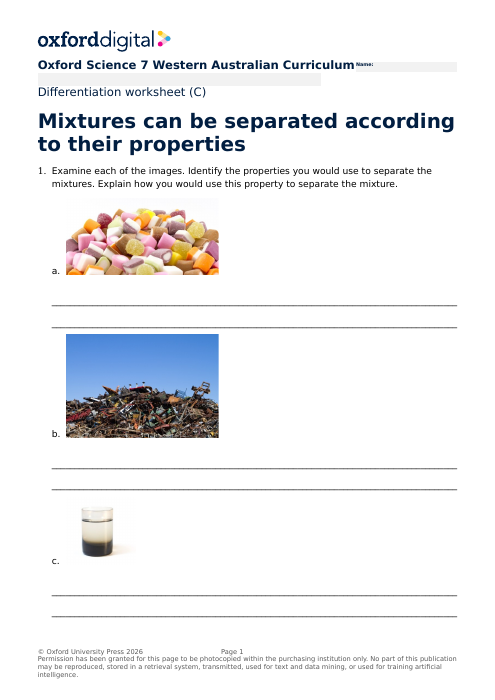 oxforddigital
Oxford Science 7 Western Australian Curriculum Name:
Differentiation worksheet (C)
Mixtures can be separated according
to their properties
1. Examine each of the images. Identify the properties you would use to separate the
mixtures. Explain how you would use this property to separate the mixture.
a.
b.
c.
© Oxford University Press 2026 Page 1
Permission has been granted for this page to be photocopied within the purchasing institution only. No part of this publication
may be reproduced, stored in a retrieval system, transmitted, used for text and data mining, or used for training artificial
intelligence.